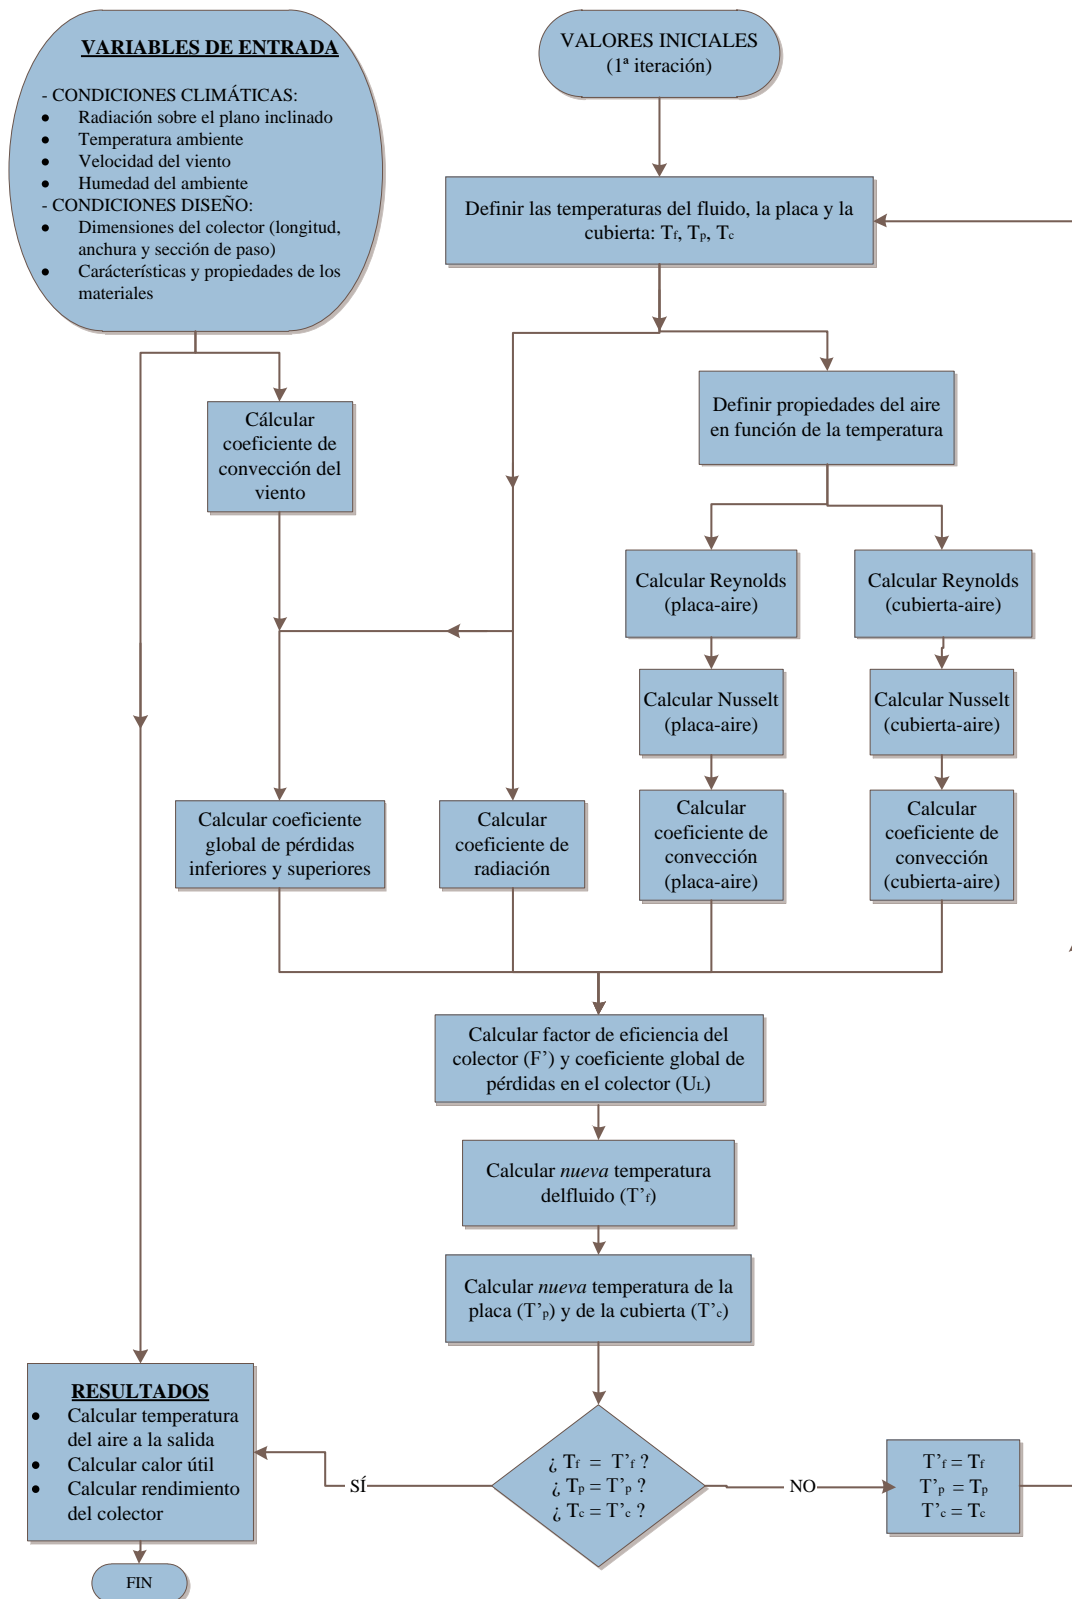 VARIABLES DE ENTRADA
- CONDICIONES CLIMÁTICAS:
• Radiación sobre el plano inclinado
• Temperatura ambiente
• Velocidad del viento
• Humedad del ambiente
- CONDICIONES DISEÑO:
• Dimensiones del colector (longitud,
anchura y sección de paso)
• Carácterísticas y propiedades de los
materiales
VALORES INICIALES
(1ª iteración)
Definir las temperaturas del fluido, la placa y la
cubierta: Tf, Tp, Tc
Cálcular
coeficiente de
convección del
viento
Definir propiedades del aire
en función de la temperatura
Calcular Reynolds
(placa-aire)
Calcular Reynolds
(cubierta-aire)
Calcular Nusselt
(placa-aire)
Calcular Nusselt
(cubierta-aire)
Calcular coeficiente
global de pérdidas
inferiores y superiores
Calcular
coeficiente de
radiación
Calcular
coeficiente de
convección
(placa-aire)
Calcular
coeficiente de
convección
(cubierta-aire)
Calcular factor de eficiencia del
colector (F’) y coeficiente global de
pérdidas en el colector (UL)
Calcular nueva temperatura
delfluido (T’f)
Calcular nueva temperatura de la
placa (T’p) y de la cubierta (T’c)
RESULTADOS
• Calcular temperatura
del aire a la salida
• Calcular calor útil
• Calcular rendimiento
del colector
SÍ
¿ Tf = T’f ?
¿ Tp = T’p ?
¿ Tc = T’c ?
NO
T’f = Tf
T’p = Tp
T’c = Tc
FIN